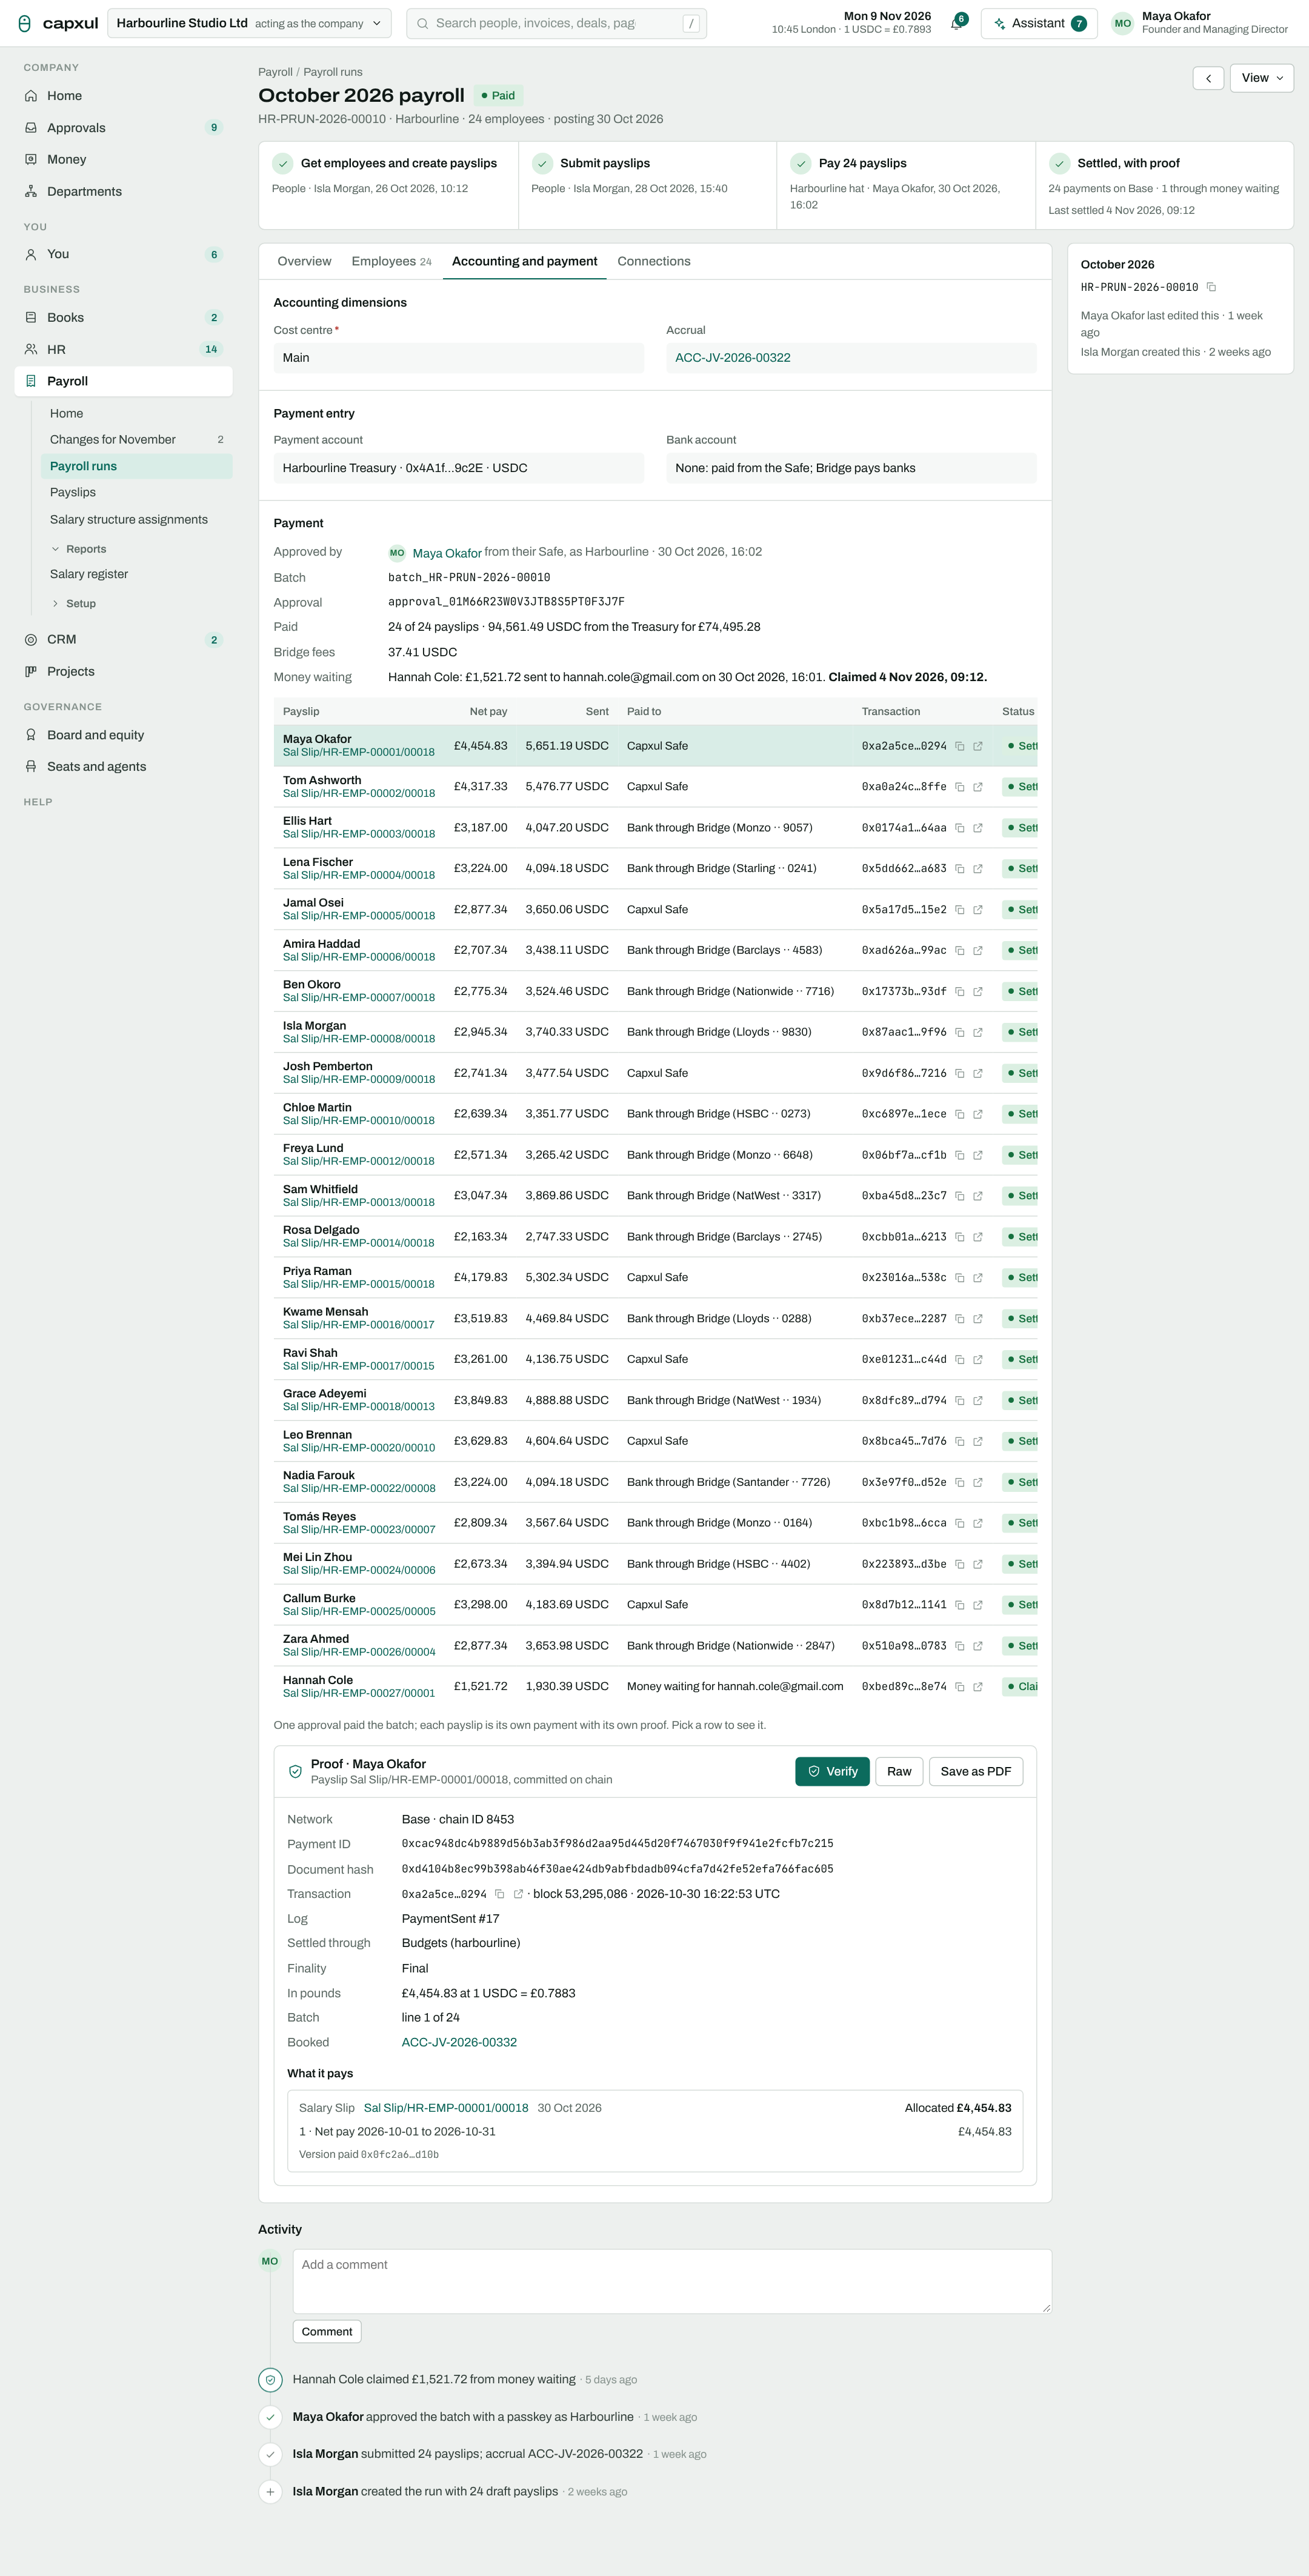 capxul
Harbourline Studio Ltd acting as the company
Search people, invoices, deals, pag
/
Mon 9 Nov 2026
10:45 London · 1 USDC = £0.7893
6
Assistant 7
MO
Maya Okafor
Founder and Managing Director
COMPANY
Home
Approvals 9
Money
Departments
YOU
You 6
BUSINESS
Books 2
HR 14
Payroll
Home
Changes for November 2
Payroll runs
Payslips
Salary structure assignments
Reports
Salary register
Setup
CRM 2
Projects
GOVERNANCE
Board and equity
Seats and agents
HELP
Payroll / Payroll runs
October 2026 payroll
Paid
HR-PRUN-2026-00010 · Harbourline · 24 employees · posting 30 Oct 2026
View
Get employees and create payslips
People · Isla Morgan, 26 Oct 2026, 10:12
Submit payslips
People · Isla Morgan, 28 Oct 2026, 15:40
Pay 24 payslips
Harbourline hat · Maya Okafor, 30 Oct 2026,
16:02
Settled, with proof
24 payments on Base · 1 through money waiting
Last settled 4 Nov 2026, 09:12
Overview
Employees 24
Accounting and payment
Connections
October 2026
HR-PRUN-2026-00010
Maya Okafor last edited this · 1 week
ago
Isla Morgan created this · 2 weeks ago
Accounting dimensions
Cost centre *
Main
Accrual
ACC-JV-2026-00322
Payment entry
Payment account
Harbourline Treasury · 0x4A1f…9c2E · USDC
Bank account
None: paid from the Safe; Bridge pays banks
Payment
Approved by MO Maya Okafor from their Safe, as Harbourline · 30 Oct 2026, 16:02
Batch batch_HR-PRUN-2026-00010
Approval approval_01M66R23W0V3JTB8S5PT0F3J7F
Paid 24 of 24 payslips · 94,561.49 USDC from the Treasury for £74,495.28
Bridge fees 37.41 USDC
Money waiting Hannah Cole: £1,521.72 sent to hannah.cole@gmail.com on 30 Oct 2026, 16:01. Claimed 4 Nov 2026, 09:12.
Payslip Net pay Sent Paid to Transaction Status
Maya Okafor
Sal Slip/HR-EMP-00001/00018 £4,454.83 5,651.19 USDC Capxul Safe 0xa2a5ce…0294 Sett
Tom Ashworth
Sal Slip/HR-EMP-00002/00018 £4,317.33 5,476.77 USDC Capxul Safe 0xa0a24c…8ffe Sett
Ellis Hart
Sal Slip/HR-EMP-00003/00018 £3,187.00 4,047.20 USDC Bank through Bridge (Monzo ·· 9057) 0x0174a1…64aa Sett
Lena Fischer
Sal Slip/HR-EMP-00004/00018 £3,224.00 4,094.18 USDC Bank through Bridge (Starling ·· 0241) 0x5dd662…a683 Sett
Jamal Osei
Sal Slip/HR-EMP-00005/00018 £2,877.34 3,650.06 USDC Capxul Safe 0x5a17d5…15e2 Sett
Amira Haddad
Sal Slip/HR-EMP-00006/00018 £2,707.34 3,438.11 USDC Bank through Bridge (Barclays ·· 4583) 0xad626a…99ac Sett
Ben Okoro
Sal Slip/HR-EMP-00007/00018 £2,775.34 3,524.46 USDC Bank through Bridge (Nationwide ·· 7716) 0x17373b…93df Sett
Isla Morgan
Sal Slip/HR-EMP-00008/00018 £2,945.34 3,740.33 USDC Bank through Bridge (Lloyds ·· 9830) 0x87aac1…9f96 Sett
Josh Pemberton
Sal Slip/HR-EMP-00009/00018 £2,741.34 3,477.54 USDC Capxul Safe 0x9d6f86…7216 Sett
Chloe Martin
Sal Slip/HR-EMP-00010/00018 £2,639.34 3,351.77 USDC Bank through Bridge (HSBC ·· 0273) 0xc6897e…1ece Sett
Freya Lund
Sal Slip/HR-EMP-00012/00018 £2,571.34 3,265.42 USDC Bank through Bridge (Monzo ·· 6648) 0x06bf7a…cf1b Sett
Sam Whitfield
Sal Slip/HR-EMP-00013/00018 £3,047.34 3,869.86 USDC Bank through Bridge (NatWest ·· 3317) 0xba45d8…23c7 Sett
Rosa Delgado
Sal Slip/HR-EMP-00014/00018 £2,163.34 2,747.33 USDC Bank through Bridge (Barclays ·· 2745) 0xcbb01a…6213 Sett
Priya Raman
Sal Slip/HR-EMP-00015/00018 £4,179.83 5,302.34 USDC Capxul Safe 0x23016a…538c Sett
Kwame Mensah
Sal Slip/HR-EMP-00016/00017 £3,519.83 4,469.84 USDC Bank through Bridge (Lloyds ·· 0288) 0xb37ece…2287 Sett
Ravi Shah
Sal Slip/HR-EMP-00017/00015 £3,261.00 4,136.75 USDC Capxul Safe 0xe01231…c44d Sett
Grace Adeyemi
Sal Slip/HR-EMP-00018/00013 £3,849.83 4,888.88 USDC Bank through Bridge (NatWest ·· 1934) 0x8dfc89…d794 Sett
Leo Brennan
Sal Slip/HR-EMP-00020/00010 £3,629.83 4,604.64 USDC Capxul Safe 0x8bca45…7d76 Sett
Nadia Farouk
Sal Slip/HR-EMP-00022/00008 £3,224.00 4,094.18 USDC Bank through Bridge (Santander ·· 7726) 0x3e97f0…d52e Sett
Tomás Reyes
Sal Slip/HR-EMP-00023/00007 £2,809.34 3,567.64 USDC Bank through Bridge (Monzo ·· 0164) 0xbc1b98…6cca Sett
Mei Lin Zhou
Sal Slip/HR-EMP-00024/00006 £2,673.34 3,394.94 USDC Bank through Bridge (HSBC ·· 4402) 0x223893…d3be Sett
Callum Burke
Sal Slip/HR-EMP-00025/00005 £3,298.00 4,183.69 USDC Capxul Safe 0x8d7b12…1141 Sett
Zara Ahmed
Sal Slip/HR-EMP-00026/00004 £2,877.34 3,653.98 USDC Bank through Bridge (Nationwide ·· 2847) 0x510a98…0783 Sett
Hannah Cole
Sal Slip/HR-EMP-00027/00001 £1,521.72 1,930.39 USDC Money waiting for hannah.cole@gmail.com 0xbed89c…8e74 Clai
One approval paid the batch; each payslip is its own payment with its own proof. Pick a row to see it.
Proof · Maya Okafor
Payslip Sal Slip/HR-EMP-00001/00018, committed on chain
Verify
Raw
Save as PDF
Network Base · chain ID 8453
Payment ID 0xcac948dc4b9889d56b3ab3f986d2aa95d445d20f7467030f9f941e2fcfb7c215
Document hash 0xd4104b8ec99b398ab46f30ae424db9abfbdadb094cfa7d42fe52efa766fac605
Transaction 0xa2a5ce…0294 · block 53,295,086 · 2026-10-30 16:22:53 UTC
Log PaymentSent #17
Settled through Budgets (harbourline)
Finality Final
In pounds £4,454.83 at 1 USDC = £0.7883
Batch line 1 of 24
Booked ACC-JV-2026-00332
What it pays
Salary Slip Sal Slip/HR-EMP-00001/00018 30 Oct 2026 Allocated £4,454.83
1 · Net pay 2026-10-01 to 2026-10-31 £4,454.83
Version paid 0x0fc2a6…d10b
Activity
MO
Add a comment
Comment
Hannah Cole claimed £1,521.72 from money waiting · 5 days ago
Maya Okafor approved the batch with a passkey as Harbourline · 1 week ago
Isla Morgan submitted 24 payslips; accrual ACC-JV-2026-00322 · 1 week ago
Isla Morgan created the run with 24 draft payslips · 2 weeks ago